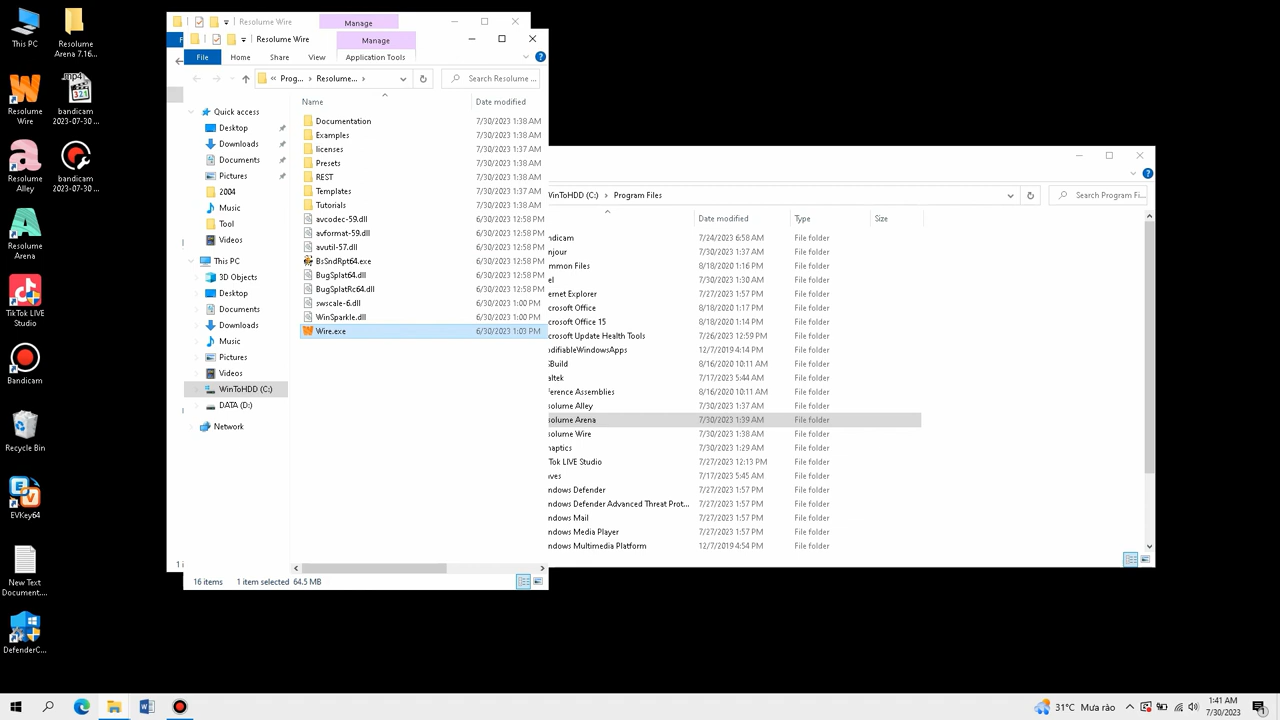 This PC
Resolume
Arena 7.16...
Resolume
Wire
bandicam
2023-07-30 ...
Resolume
Alley
bandicam
2023-07-30 ...
Resolume
Arena
TikTok LIVE
Studio
Bandicam
Recycle Bin
EVKey64
New Text
Document....
DefenderC...
Resolume Wire
Manage
Resolume Wire
Manage
File
Home
Share
View
Application Tools
« Prog... › Resolume... ›
Search Resolume ...
Quick access
Desktop
Downloads
Documents
Pictures
2004
Music
Tool
Videos
This PC
3D Objects
Desktop
Documents
Downloads
Music
Pictures
Videos
WinToHDD (C:)
DATA (D:)
Network
Name Date modified
Documentation 7/30/2023 1:38 AM
Examples 7/30/2023 1:38 AM
licenses 7/30/2023 1:37 AM
Presets 7/30/2023 1:38 AM
REST 7/30/2023 1:38 AM
Templates 7/30/2023 1:37 AM
Tutorials 7/30/2023 1:38 AM
avcodec-59.dll 6/30/2023 12:58 PM
avformat-59.dll 6/30/2023 12:58 PM
avutil-57.dll 6/30/2023 12:58 PM
BsSndRpt64.exe 6/30/2023 12:58 PM
BugSplat64.dll 6/30/2023 12:58 PM
BugSplatRc64.dll 6/30/2023 12:58 PM
swscale-6.dll 6/30/2023 1:00 PM
WinSparkle.dll 6/30/2023 1:00 PM
Wire.exe 6/30/2023 1:03 PM
16 items 1 item selected 64.5 MB
WinToHDD (C:) › Program Files
Search Program Fi...
Date modified Type Size
ndicam 7/24/2023 6:58 AM File folder
njour 7/30/2023 1:37 AM File folder
mmon Files 8/18/2020 1:16 PM File folder
el 7/30/2023 1:30 AM File folder
ternet Explorer 7/27/2023 1:57 PM File folder
icrosoft Office 8/18/2020 1:17 PM File folder
icrosoft Office 15 8/18/2020 1:14 PM File folder
icrosoft Update Health Tools 7/26/2023 12:59 PM File folder
odifiableWindowsApps 12/7/2019 4:14 PM File folder
SBuild 8/16/2020 10:11 AM File folder
altek 7/17/2023 5:44 AM File folder
ference Assemblies 8/16/2020 10:11 AM File folder
solume Alley 7/30/2023 1:37 AM File folder
solume Arena 7/30/2023 1:39 AM File folder
solume Wire 7/30/2023 1:38 AM File folder
naptics 7/30/2023 1:29 AM File folder
Tok LIVE Studio 7/27/2023 12:13 PM File folder
aves 7/17/2023 5:45 AM File folder
ndows Defender 7/27/2023 1:57 PM File folder
ndows Defender Advanced Threat Prot... 7/27/2023 1:57 PM File folder
ndows Mail 7/27/2023 1:57 PM File folder
ndows Media Player 7/27/2023 1:57 PM File folder
ndows Multimedia Platform 12/7/2019 4:54 PM File folder
31°C Mưa rào
1:41 AM
7/30/2023